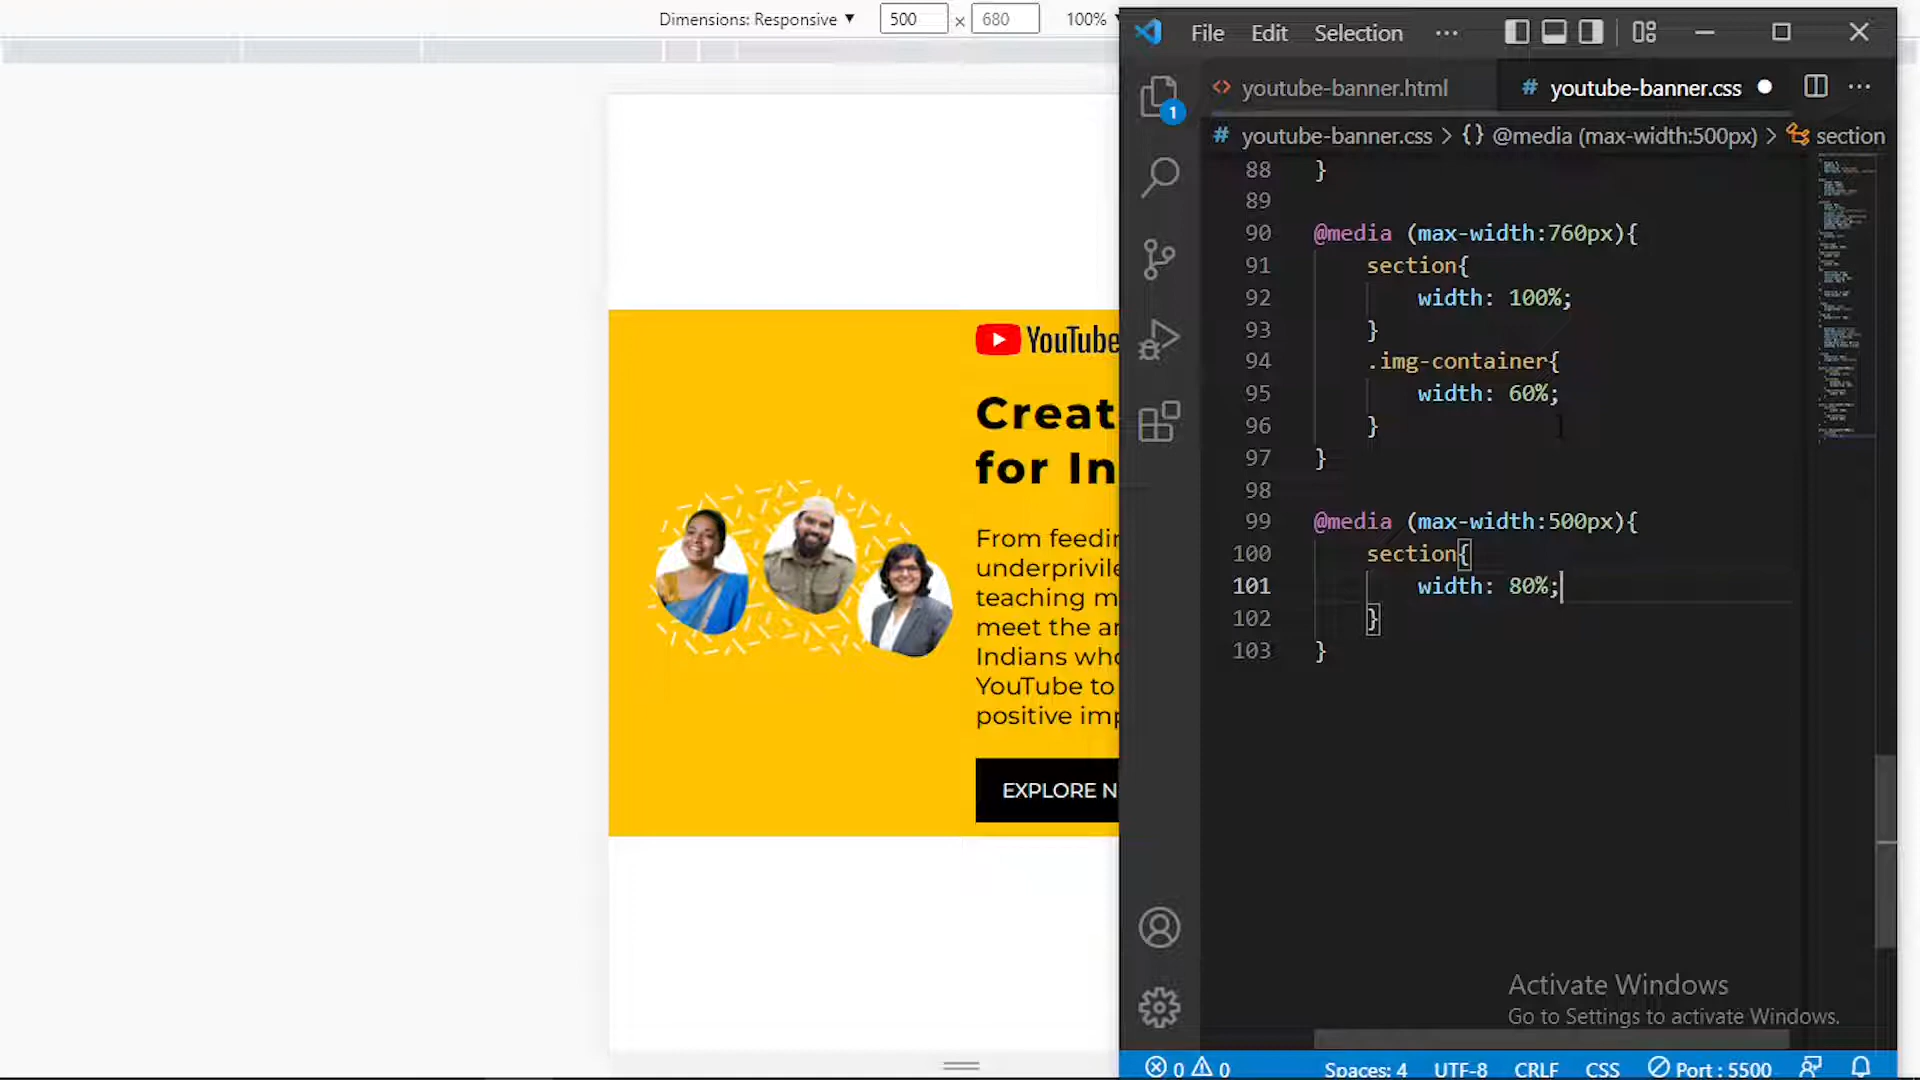 Dimensions: Responsive ▼ 500 × 680 100%
File Edit Selection ···
youtube-banner.html youtube-banner.css
youtube-banner.css > {} @media (max-width:500px) > section
1
88 }
89
90 @media (max-width:760px){
91 section{
92 width: 100%;
93 }
94 .img-container{
95 width: 60%;
96 }
97 }
98
99 @media (max-width:500px){
100 section{
101 width: 80%;
102 }
103 }
YouTube
Creat
for In
From feedin
underprivile
teaching m
meet the ar
Indians who
YouTube to
positive imp
EXPLORE N
Activate Windows
Go to Settings to activate Windows.
0 0 Spaces: 4 UTF-8 CRLF CSS Port : 5500